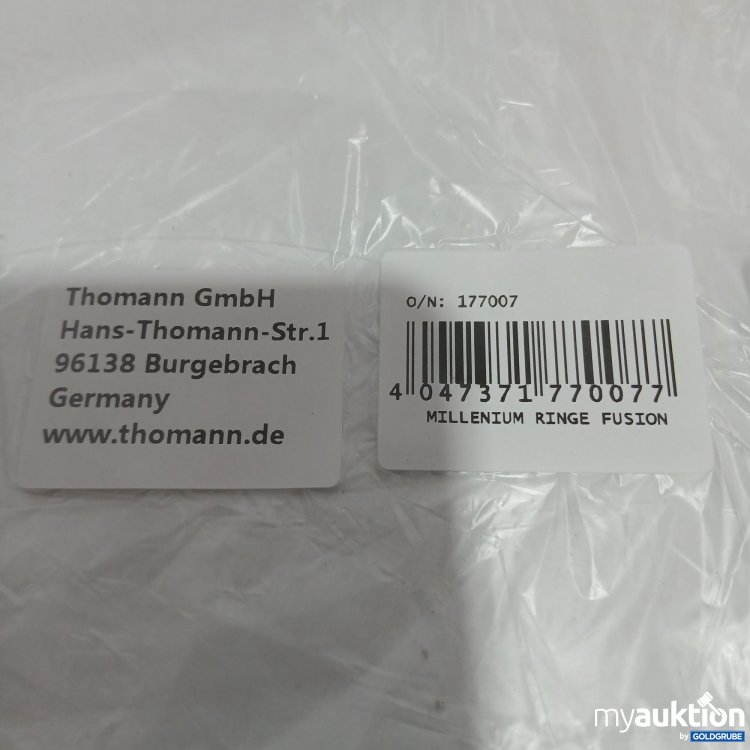 Thomann GmbH
Hans-Thomann-Str.1
96138 Burgebrach
Germany
www.thomann.de
O/N: 177007
4 047371 770077
MILLENIUM RINGE FUSION
myauktion
by GOLDGRUBE